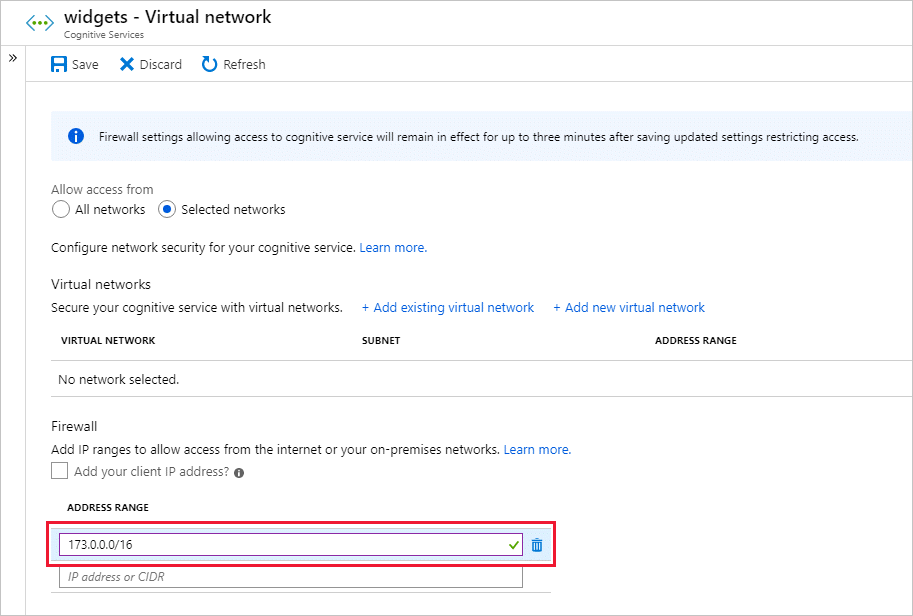 widgets - Virtual network
Cognitive Services
»
Save Discard Refresh
Firewall settings allowing access to cognitive service will remain in effect for up to three minutes after saving updated settings restricting access.
Allow access from
All networks Selected networks
Configure network security for your cognitive service. Learn more.
Virtual networks
Secure your cognitive service with virtual networks. + Add existing virtual network + Add new virtual network
VIRTUAL NETWORK SUBNET ADDRESS RANGE
No network selected.
Firewall
Add IP ranges to allow access from the internet or your on-premises networks. Learn more.
Add your client IP address?
ADDRESS RANGE
173.0.0.0/16
IP address or CIDR